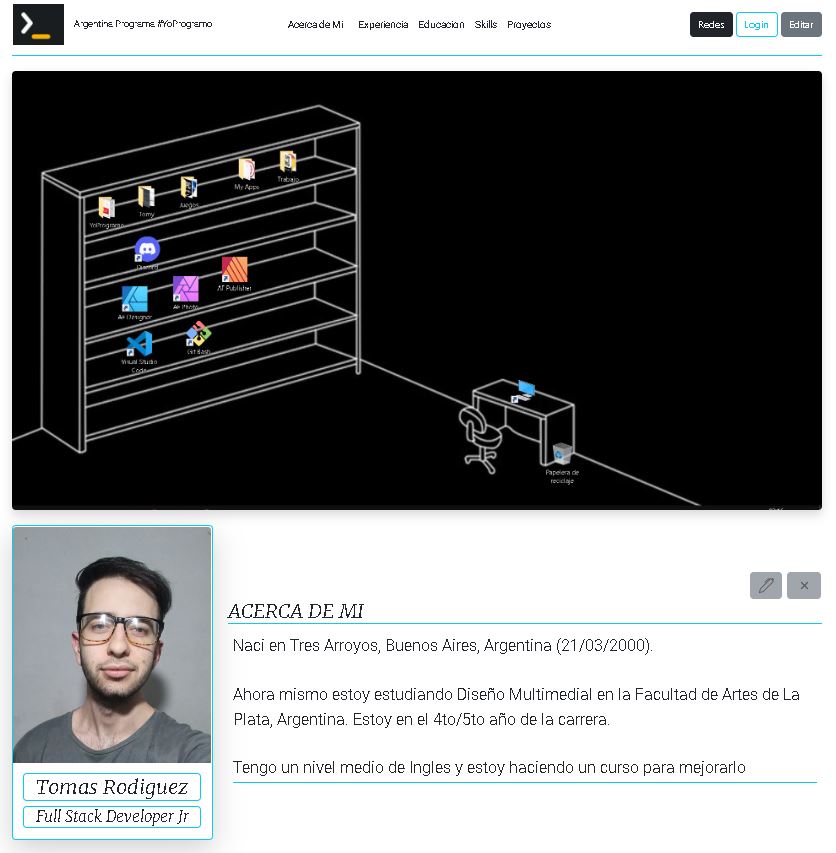 Argentina Programa #YoProgramo
Acerca de Mi Experiencia Educacion Skills Proyectos
Redes Login Editar
YoProgramo
Tomy
Juegos
My Apps
Trabajo
Discord
AF Designer
AF Photo
AF Publisher
Visual Studio
Code
Git Bash
Papelera de
reciclaje
ACERCA DE MI
Naci en Tres Arroyos, Buenos Aires, Argentina (21/03/2000).
Ahora mismo estoy estudiando Diseño Multimedial en la Facultad de Artes de La
Plata, Argentina. Estoy en el 4to/5to año de la carrera.
Tengo un nivel medio de Ingles y estoy haciendo un curso para mejorarlo
Tomas Rodiguez
Full Stack Developer Jr